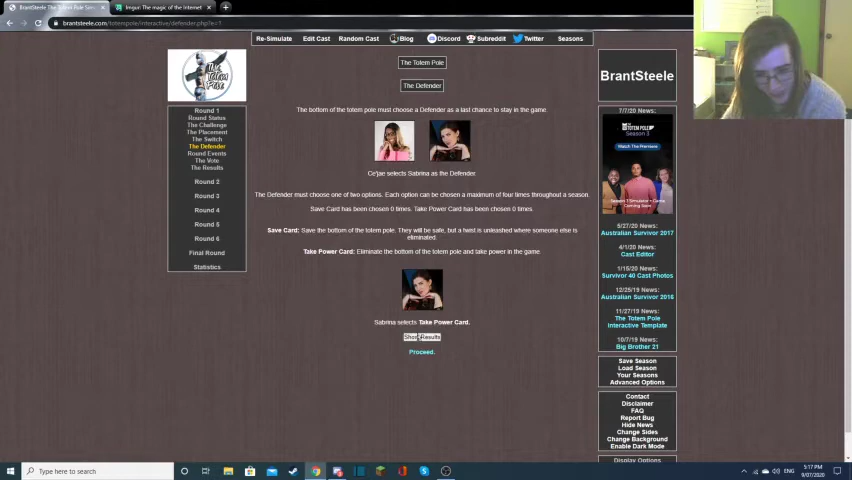 BrantSteele The Totem Pole Sim
Imgur: The magic of the Internet
brantsteele.com/totempole/interactive/defender.php?e=1
Re-Simulate Edit Cast Random Cast Blog Discord Subreddit Twitter Seasons
THE TOTEM POLE
Round 1
Round Status
The Challenge
The Placement
The Switch
The Defender
Round Events
The Vote
The Results
Round 2
Round 3
Round 4
Round 5
Round 6
Final Round
Statistics
The Totem Pole
The Defender
The bottom of the totem pole must choose a Defender as a last chance to stay in the game.
Ce'jae selects Sabrina as the Defender.
The Defender must choose one of two options. Each option can be chosen a maximum of four times throughout a season.
Save Card has been chosen 0 times. Take Power Card has been chosen 0 times.
Save Card: Save the bottom of the totem pole. They will be safe, but a twist is unleashed where someone else is
eliminated.
Take Power Card: Eliminate the bottom of the totem pole and take power in the game
Sabrina selects Take Power Card.
Show Results
Proceed.
BrantSteele
7/7/20 News:
THE TOTEM POLE
SEASON 3
Watch The Premiere
Season 3 Simulator + Game
Coming Soon
5/27/20 News:
Australian Survivor 2017
4/1/20 News:
Cast Editor
1/15/20 News:
Survivor 40 Cast Photos
12/25/19 News:
Australian Survivor 2016
11/27/19 News:
The Totem Pole
Interactive Template
10/7/19 News:
Big Brother 21
Save Season
Load Season
Your Seasons
Advanced Options
Contact
Disclaimer
FAQ
Report Bug
Hide News
Change Sides
Change Background
Enable Dark Mode
Display Options
Type here to search
ENG
5:17 PM
9/07/2020